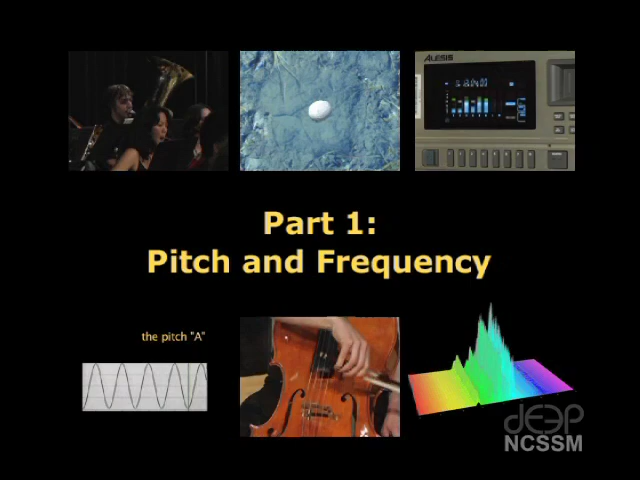 ALESIS
Part 1:
Pitch and Frequency
the pitch "A"
deep
NCSSM